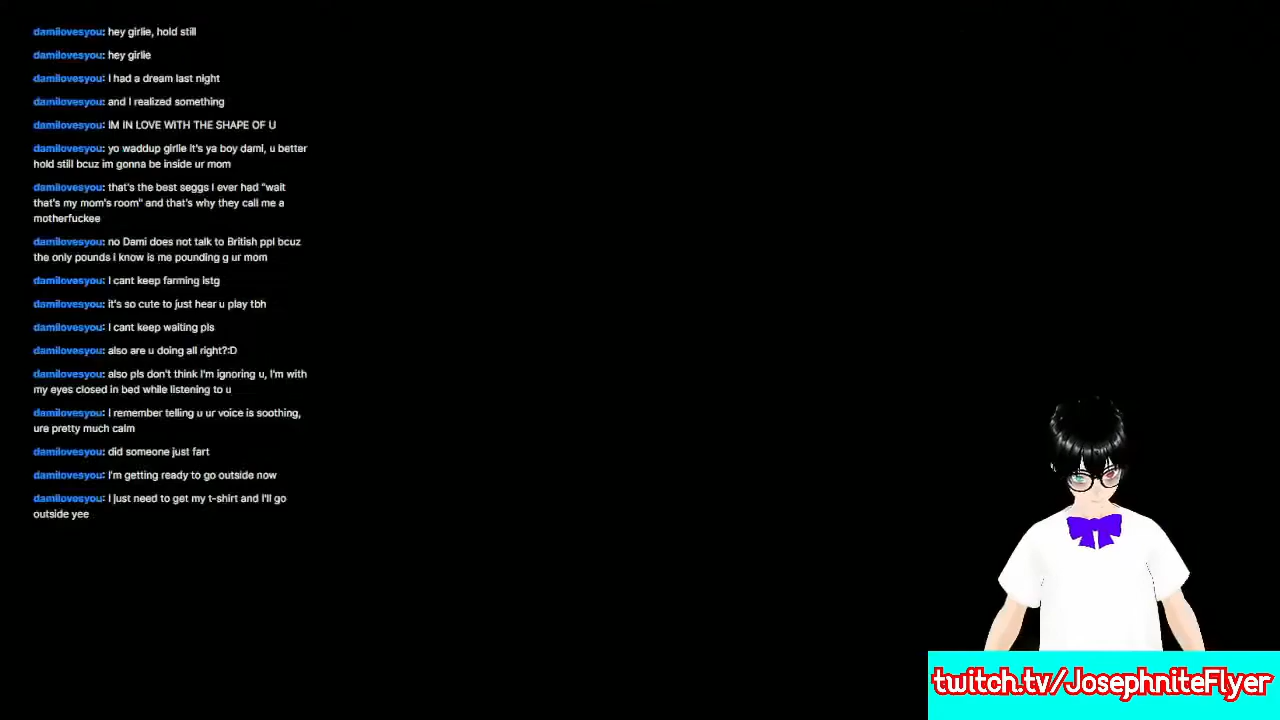 damilovesyou: hey girlie, hold still
damilovesyou: hey girlie
damilovesyou: I had a dream last night
damilovesyou: and I realized something
damilovesyou: IM IN LOVE WITH THE SHAPE OF U
damilovesyou: yo waddup girlie it's ya boy dami, u better
hold still bcuz im gonna be inside ur mom
damilovesyou: that's the best seggs I ever had "wait
that's my mom's room" and that's why they call me a
motherfuckee
damilovesyou: no Dami does not talk to British ppl bcuz
the only pounds i know is me pounding g ur mom
damilovesyou: I cant keep farming istg
damilovesyou: it's so cute to just hear u play tbh
damilovesyou: I cant keep waiting pls
damilovesyou: also are u doing all right?:D
damilovesyou: also pls don't think I'm ignoring u, I'm with
my eyes closed in bed while listening to u
damilovesyou: I remember telling u ur voice is soothing,
ure pretty much calm
damilovesyou: did someone just fart
damilovesyou: I'm getting ready to go outside now
damilovesyou: I just need to get my t-shirt and I'll go
outside yee
twitch.tv/JosephniteFlyer